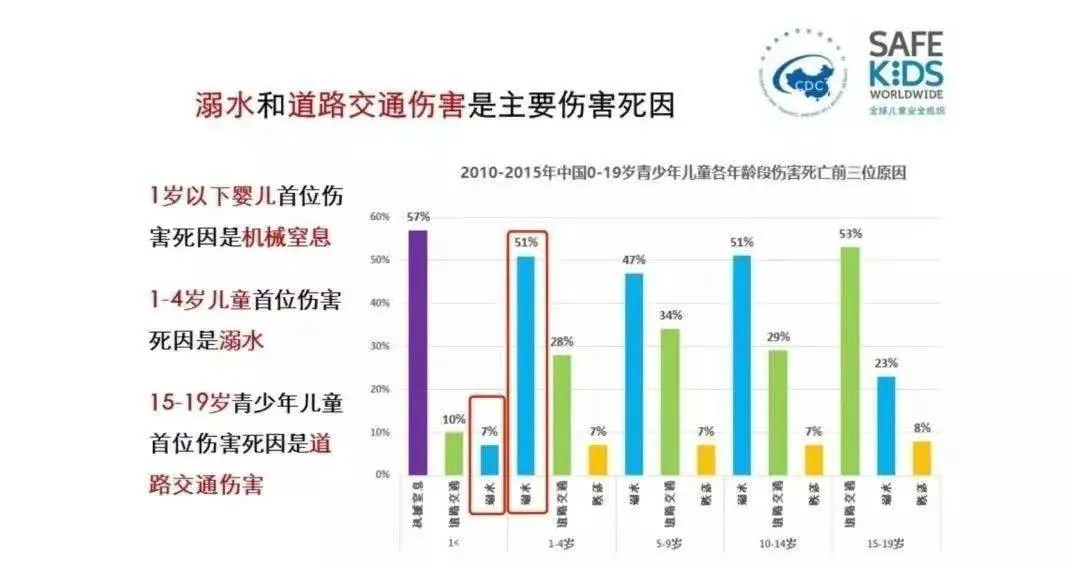 SAFE
KIDS
WORLDWIDE
全球儿童安全组织
CDC
溺水和道路交通伤害是主要伤害死因
1岁以下婴儿首位伤
害死因是机械窒息
1-4岁儿童首位伤害
死因是溺水
15-19岁青少年儿童
首位伤害死因是道
路交通伤害
2010-2015年中国0-19岁青少年儿童各年龄段伤害死亡前三位原因
60%
50%
40%
30%
20%
10%
0%
57%
10%
7%
51%
28%
7%
47%
34%
7%
51%
29%
7%
53%
23%
8%
机械窒息
道路交通
溺水
溺水
道路交通
跌落
溺水
道路交通
跌落
溺水
道路交通
跌落
道路交通
溺水
跌落
1<
1-4岁
5-9岁
10-14岁
15-19岁